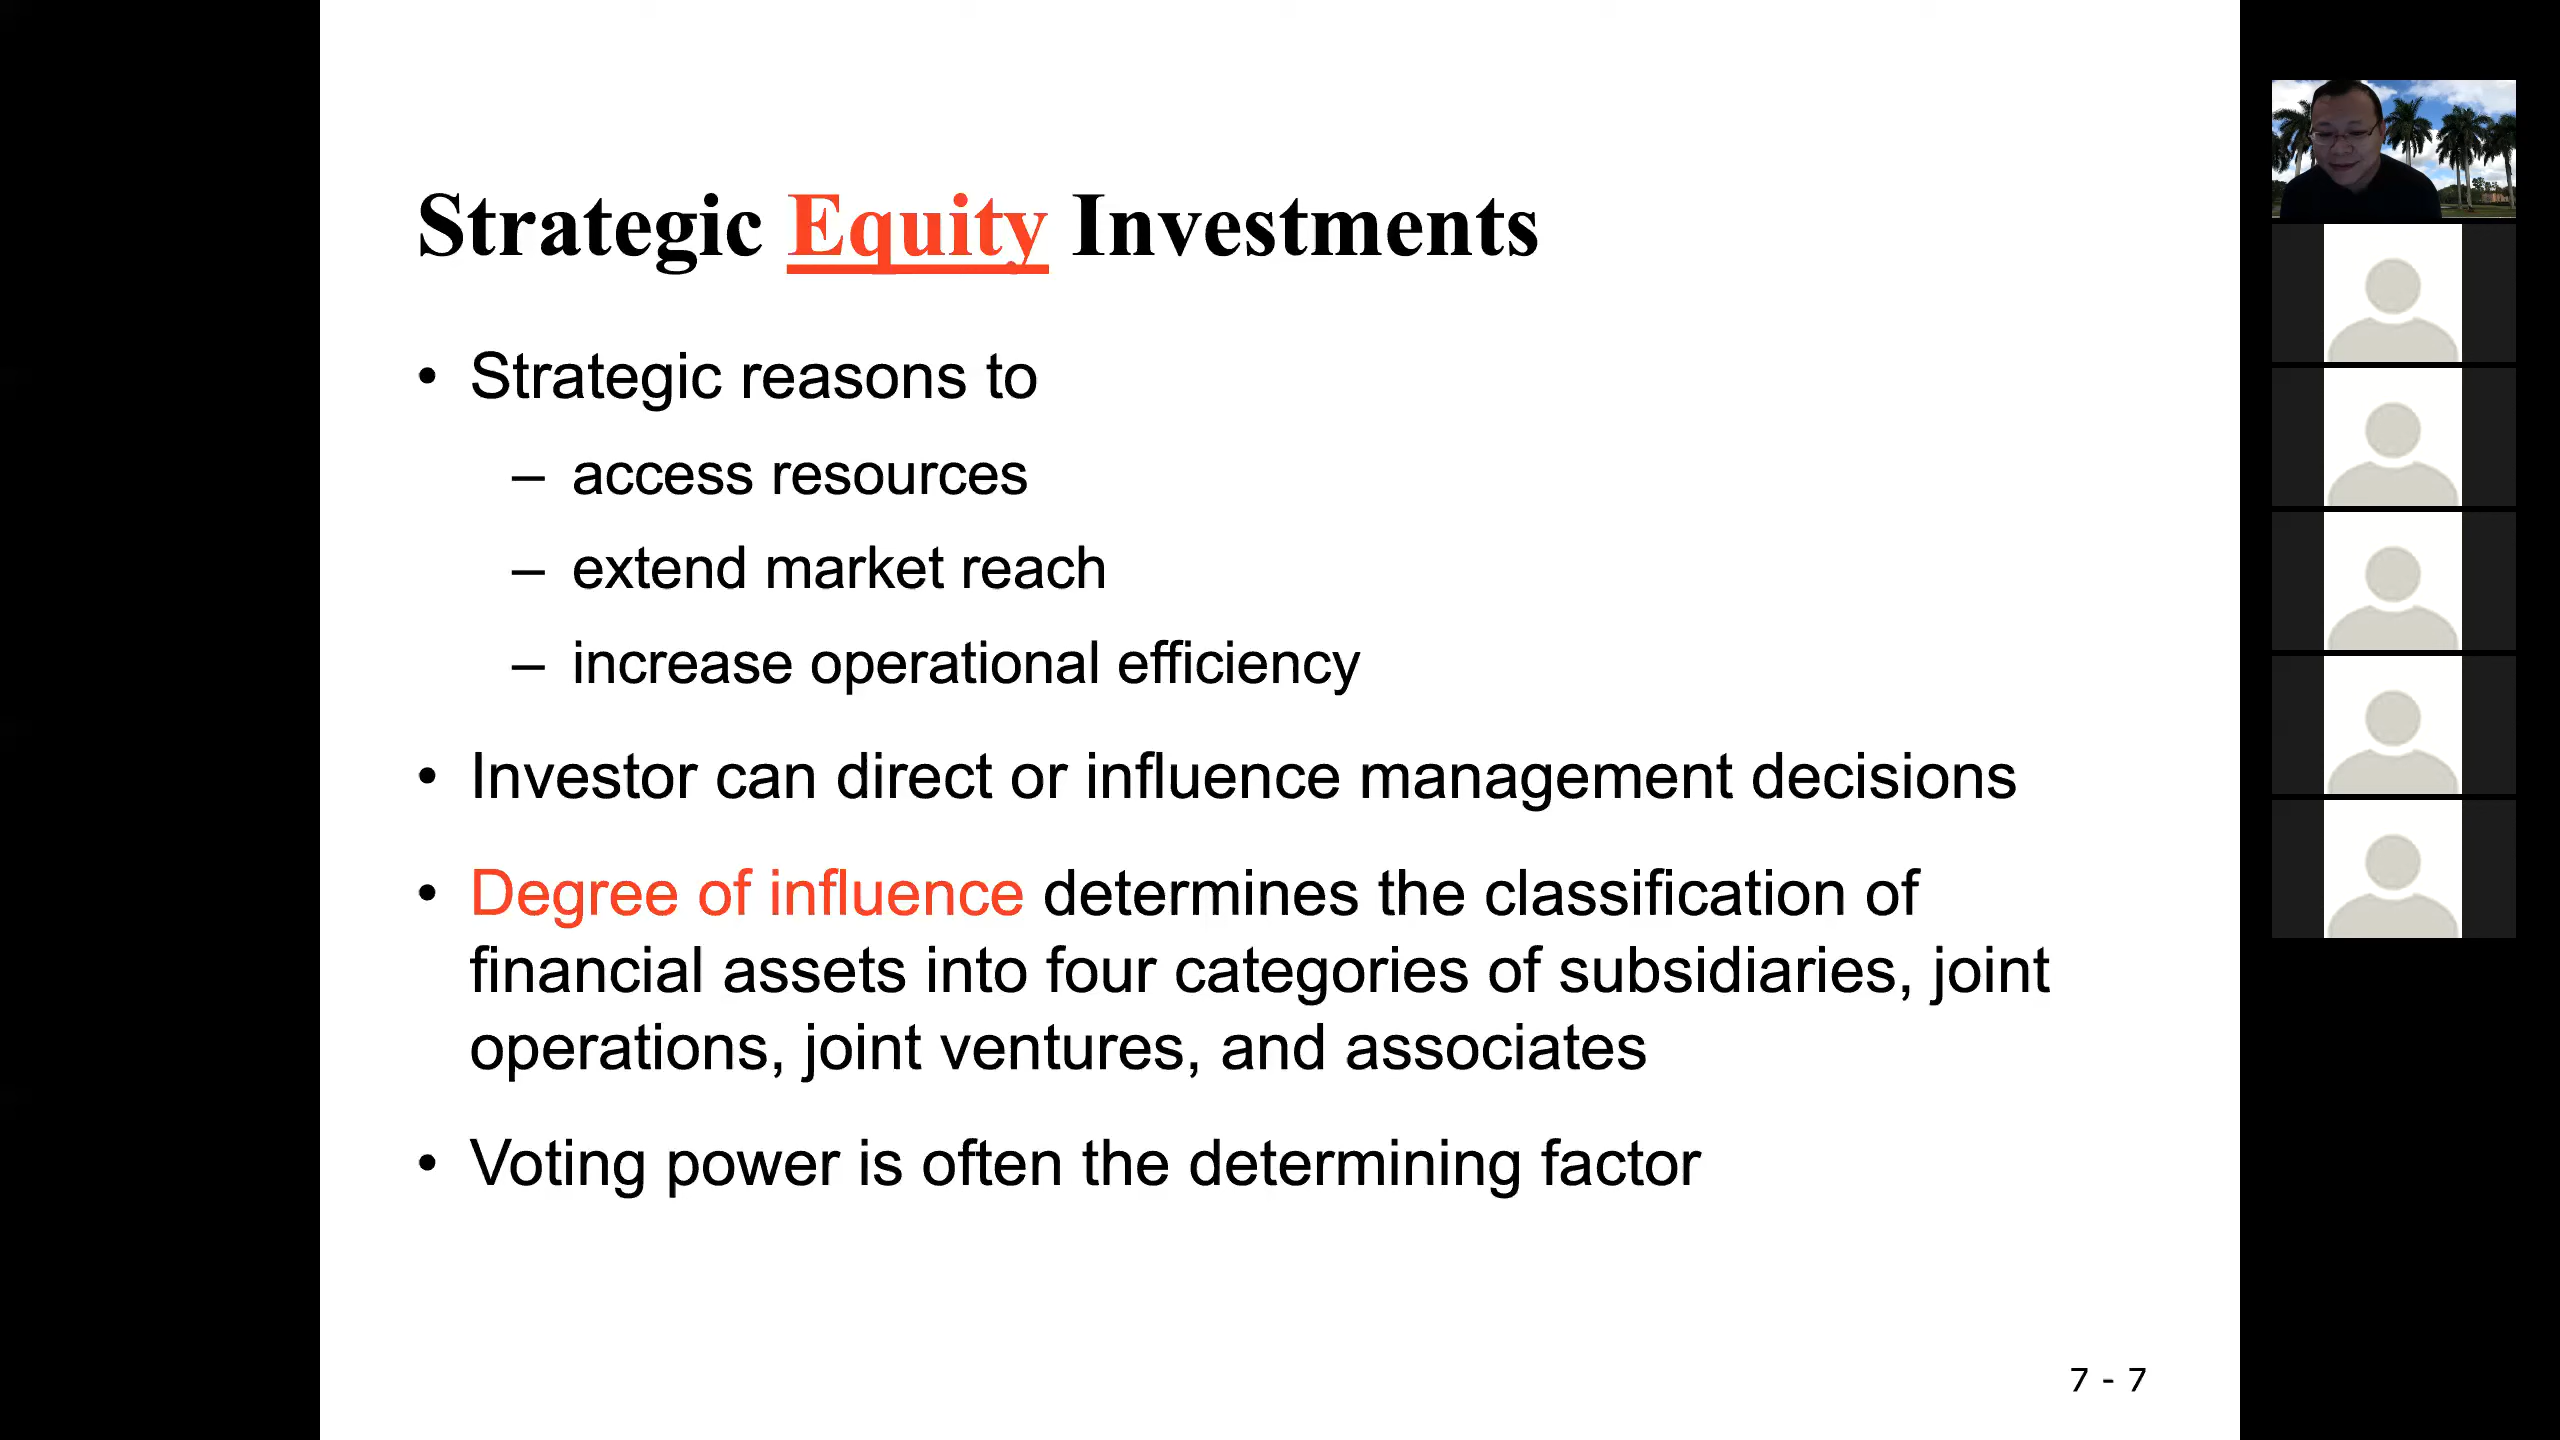 Strategic Equity Investments
• Strategic reasons to
– access resources
– extend market reach
– increase operational efficiency
• Investor can direct or influence management decisions
• Degree of influence determines the classification of
financial assets into four categories of subsidiaries, joint
operations, joint ventures, and associates
• Voting power is often the determining factor
7 - 7